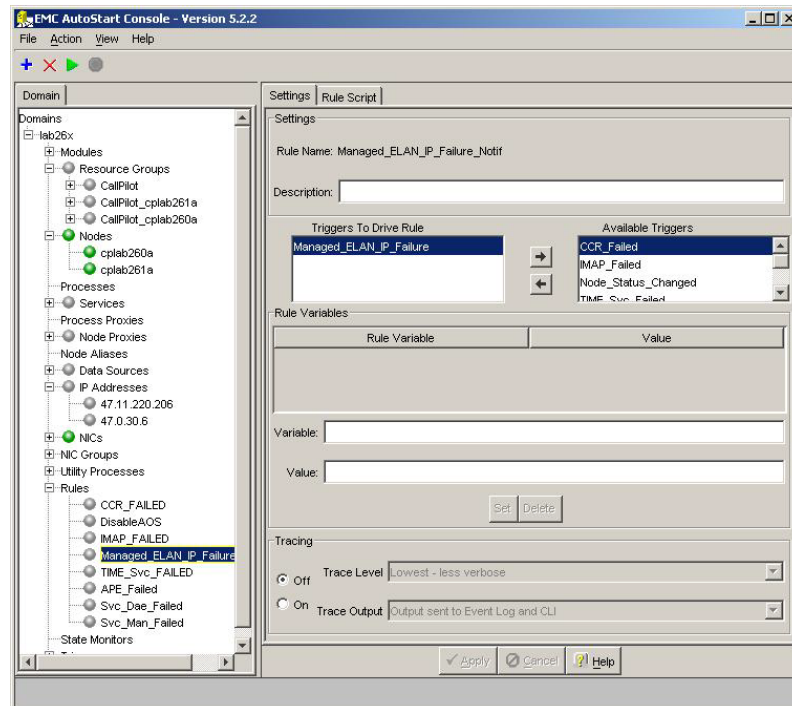 EMC AutoStart Console - Version 5.2.2
File Action View Help
Domain
Domains
lab26x
Modules
Resource Groups
CallPilot
CallPilot_cplab261a
CallPilot_cplab260a
Nodes
cplab260a
cplab261a
Processes
Services
Process Proxies
Node Proxies
Node Aliases
Data Sources
IP Addresses
47.11.220.206
47.0.30.6
NICs
NIC Groups
Utility Processes
Rules
CCR_FAILED
DisableAOS
IMAP_FAILED
Managed_ELAN_IP_Failure
TIME_Svc_FAILED
APE_Failed
Svc_Dae_Failed
Svc_Man_Failed
State Monitors
Settings Rule Script
Settings
Rule Name: Managed_ELAN_IP_Failure_Notif
Description:
Triggers To Drive Rule
Managed_ELAN_IP_Failure
Available Triggers
CCR_Failed
IMAP_Failed
Node_Status_Changed
TIME_Svc_Failed
Rule Variables
Rule Variable Value
Variable:
Value:
Set Delete
Tracing
Off Trace Level Lowest - less verbose
On Trace Output Output sent to Event Log and CLI
Apply Cancel Help